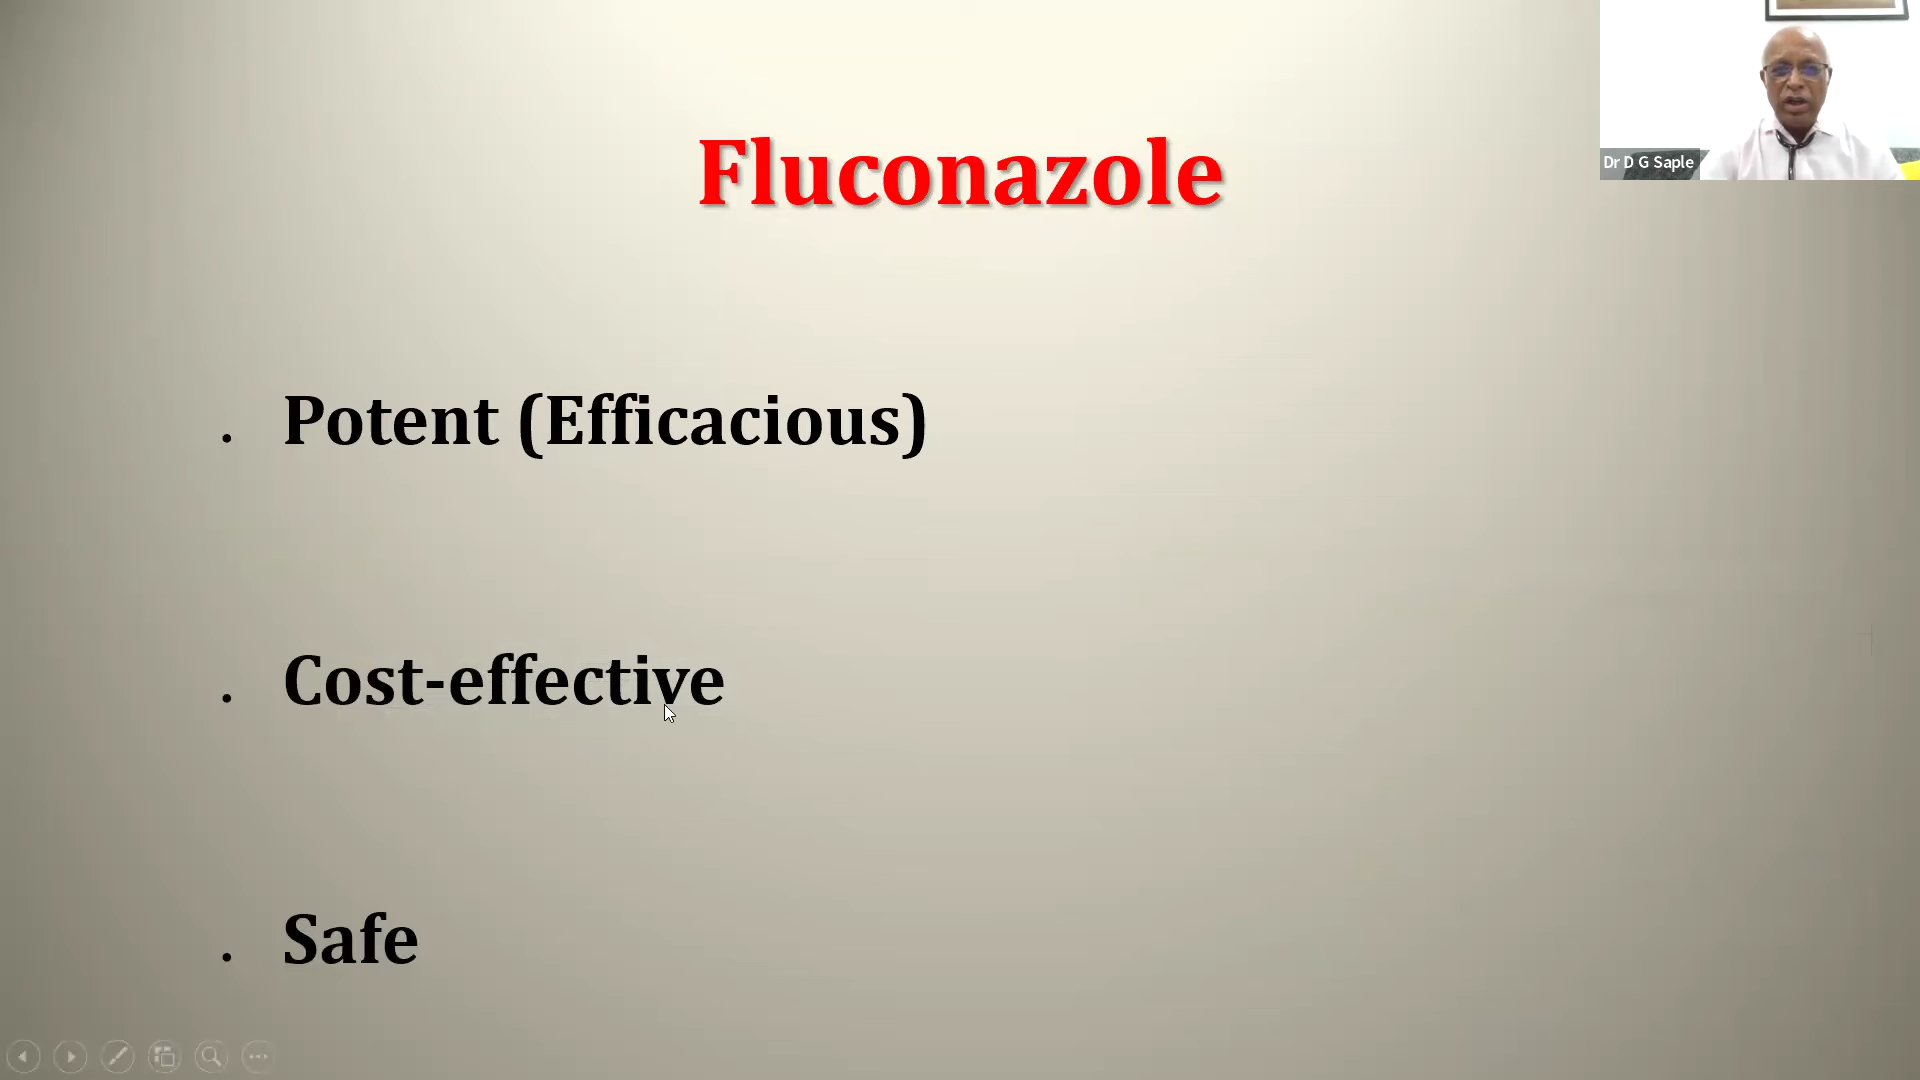 Fluconazole
Dr D G Saple
. Potent (Efficacious)
. Cost-effective
. Safe